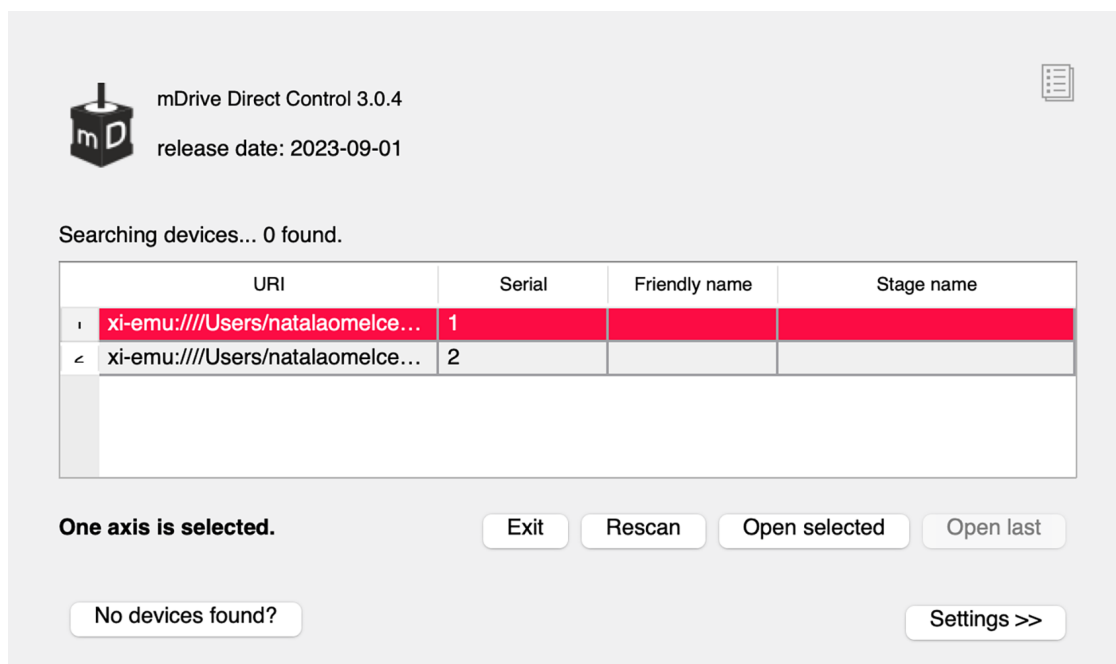 mDrive Direct Control 3.0.4
mD
release date: 2023-09-01
Searching devices... 0 found.
URI Serial Friendly name Stage name
1 xi-emu:////Users/natalaomelce... 1
2 xi-emu:////Users/natalaomelce... 2
One axis is selected. Exit Rescan Open selected Open last
No devices found? Settings >>